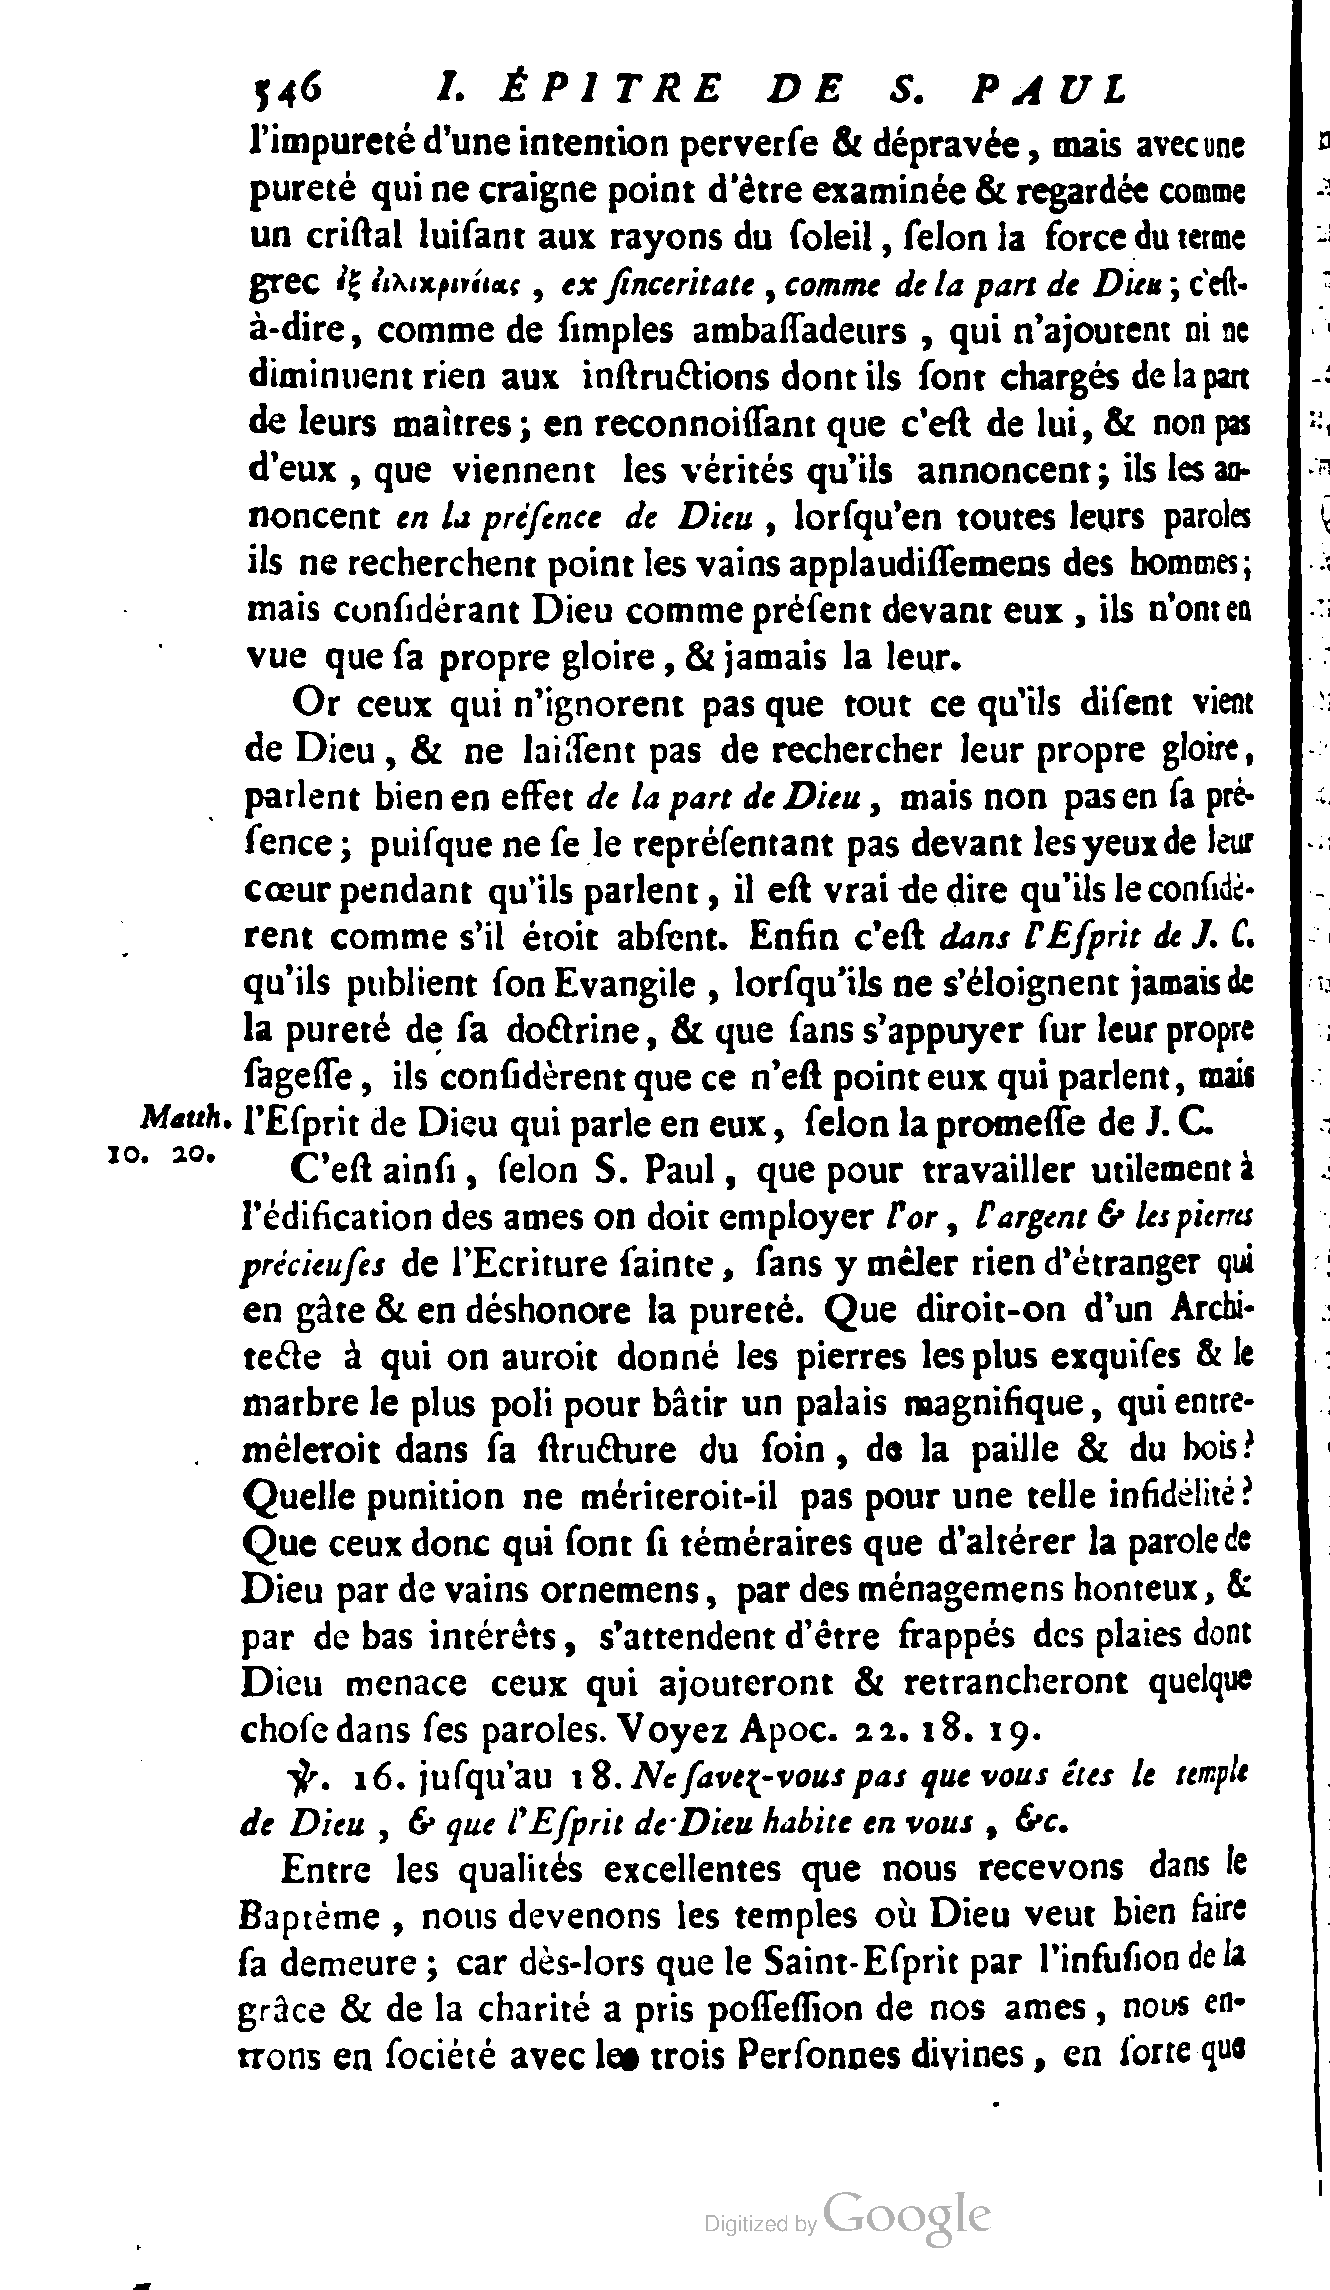 546 I. ÉPITRE DE S. PAUL
l'impureté d'une intention perverſe & dépravée, mais avec une
pureté qui ne craigne point d'être examinée & regardée comme
un criſtal luiſant aux rayons du ſoleil, ſelon la force du terme
grec ἐξ εἰλικρινείας, ex ſinceritate, comme de la part de Dieu; c'eſt-
à-dire, comme de ſimples ambaſſadeurs, qui n'ajoutent ni ne
diminuent rien aux inſtructions dont ils ſont chargés de la part
de leurs maîtres; en reconnoiſſant que c'eſt de lui, & non pas
d'eux, que viennent les vérités qu'ils annoncent; ils les an-
noncent en la préſence de Dieu, lorſqu'en toutes leurs paroles
ils ne recherchent point les vains applaudiſſemens des hommes;
mais conſidérant Dieu comme préſent devant eux, ils n'ont en
vue que ſa propre gloire, & jamais la leur.
Or ceux qui n'ignorent pas que tout ce qu'ils diſent vient
de Dieu, & ne laiſſent pas de rechercher leur propre gloire,
parlent bien en effet de la part de Dieu, mais non pas en ſa pré-
ſence; puiſque ne ſe le repréſentant pas devant les yeux de leur
cœur pendant qu'ils parlent, il eſt vrai de dire qu'ils le conſidè-
rent comme s'il étoit abſent. Enfin c'eſt dans l'Eſprit de J. C.
qu'ils publient ſon Evangile, lorſqu'ils ne s'éloignent jamais de
la pureté de ſa doctrine, & que ſans s'appuyer ſur leur propre
ſageſſe, ils conſidèrent que ce n'eſt point eux qui parlent, mais
Matth. l'Eſprit de Dieu qui parle en eux, ſelon la promeſſe de J. C.
10. 20.
C'eſt ainſi, ſelon S. Paul, que pour travailler utilement à
l'édification des ames on doit employer l'or, l'argent & les pierres
précieuſes de l'Ecriture ſainte, ſans y mêler rien d'étranger qui
en gâte & en déshonore la pureté. Que diroit-on d'un Archi-
tecte à qui on auroit donné les pierres les plus exquiſes & le
marbre le plus poli pour bâtir un palais magnifique, qui entre-
mêleroit dans ſa ſtructure du ſoin, de la paille & du bois?
Quelle punition ne mériteroit-il pas pour une telle infidélité?
Que ceux donc qui ſont ſi téméraires que d'altérer la parole de
Dieu par de vains ornemens, par des ménagemens honteux, &
par de bas intérêts, s'attendent d'être frappés des plaies dont
Dieu menace ceux qui ajouteront & retrancheront quelque
choſe dans ſes paroles. Voyez Apoc. 22. 18. 19.
℣. 16. juſqu'au 18. Ne ſavez-vous pas que vous êtes le temple
de Dieu, & que l'Eſprit de Dieu habite en vous, &c.
Entre les qualités excellentes que nous recevons dans le
Baptême, nous devenons les temples où Dieu veut bien faire
ſa demeure; car dès-lors que le Saint-Eſprit par l'infuſion de la
grâce & de la charité a pris poſſeſſion de nos ames, nous en-
trons en ſociété avec les trois Perſonnes divines, en ſorte que
Digitized by Google